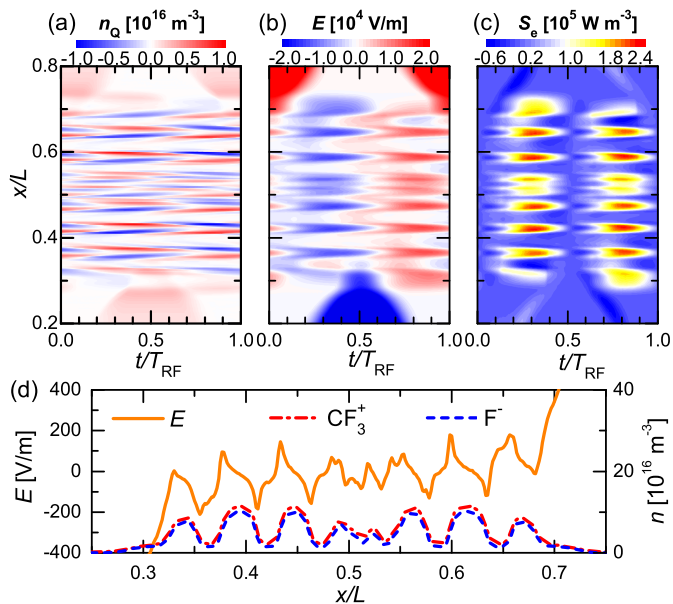 (a) n_Q [10^16 m^-3] (b) E [10^4 V/m] (c) S_e [10^5 W m^-3]
-1.0 -0.5 0.0 0.5 1.0 -2.0 -1.0 0.0 1.0 2.0 -0.6 0.2 1.0 1.8 2.4
0.8
0.6
x/L
0.4
0.2
0.0 0.5 1.0 0.0 0.5 1.0 0.0 0.5 1.0
t/T_RF t/T_RF t/T_RF
(d)
400 40
E CF_3^+ F^-
200
E [V/m] 0 20 n [10^16 m^-3]
-200
-400 0
0.3 0.4 0.5 0.6 0.7
x/L